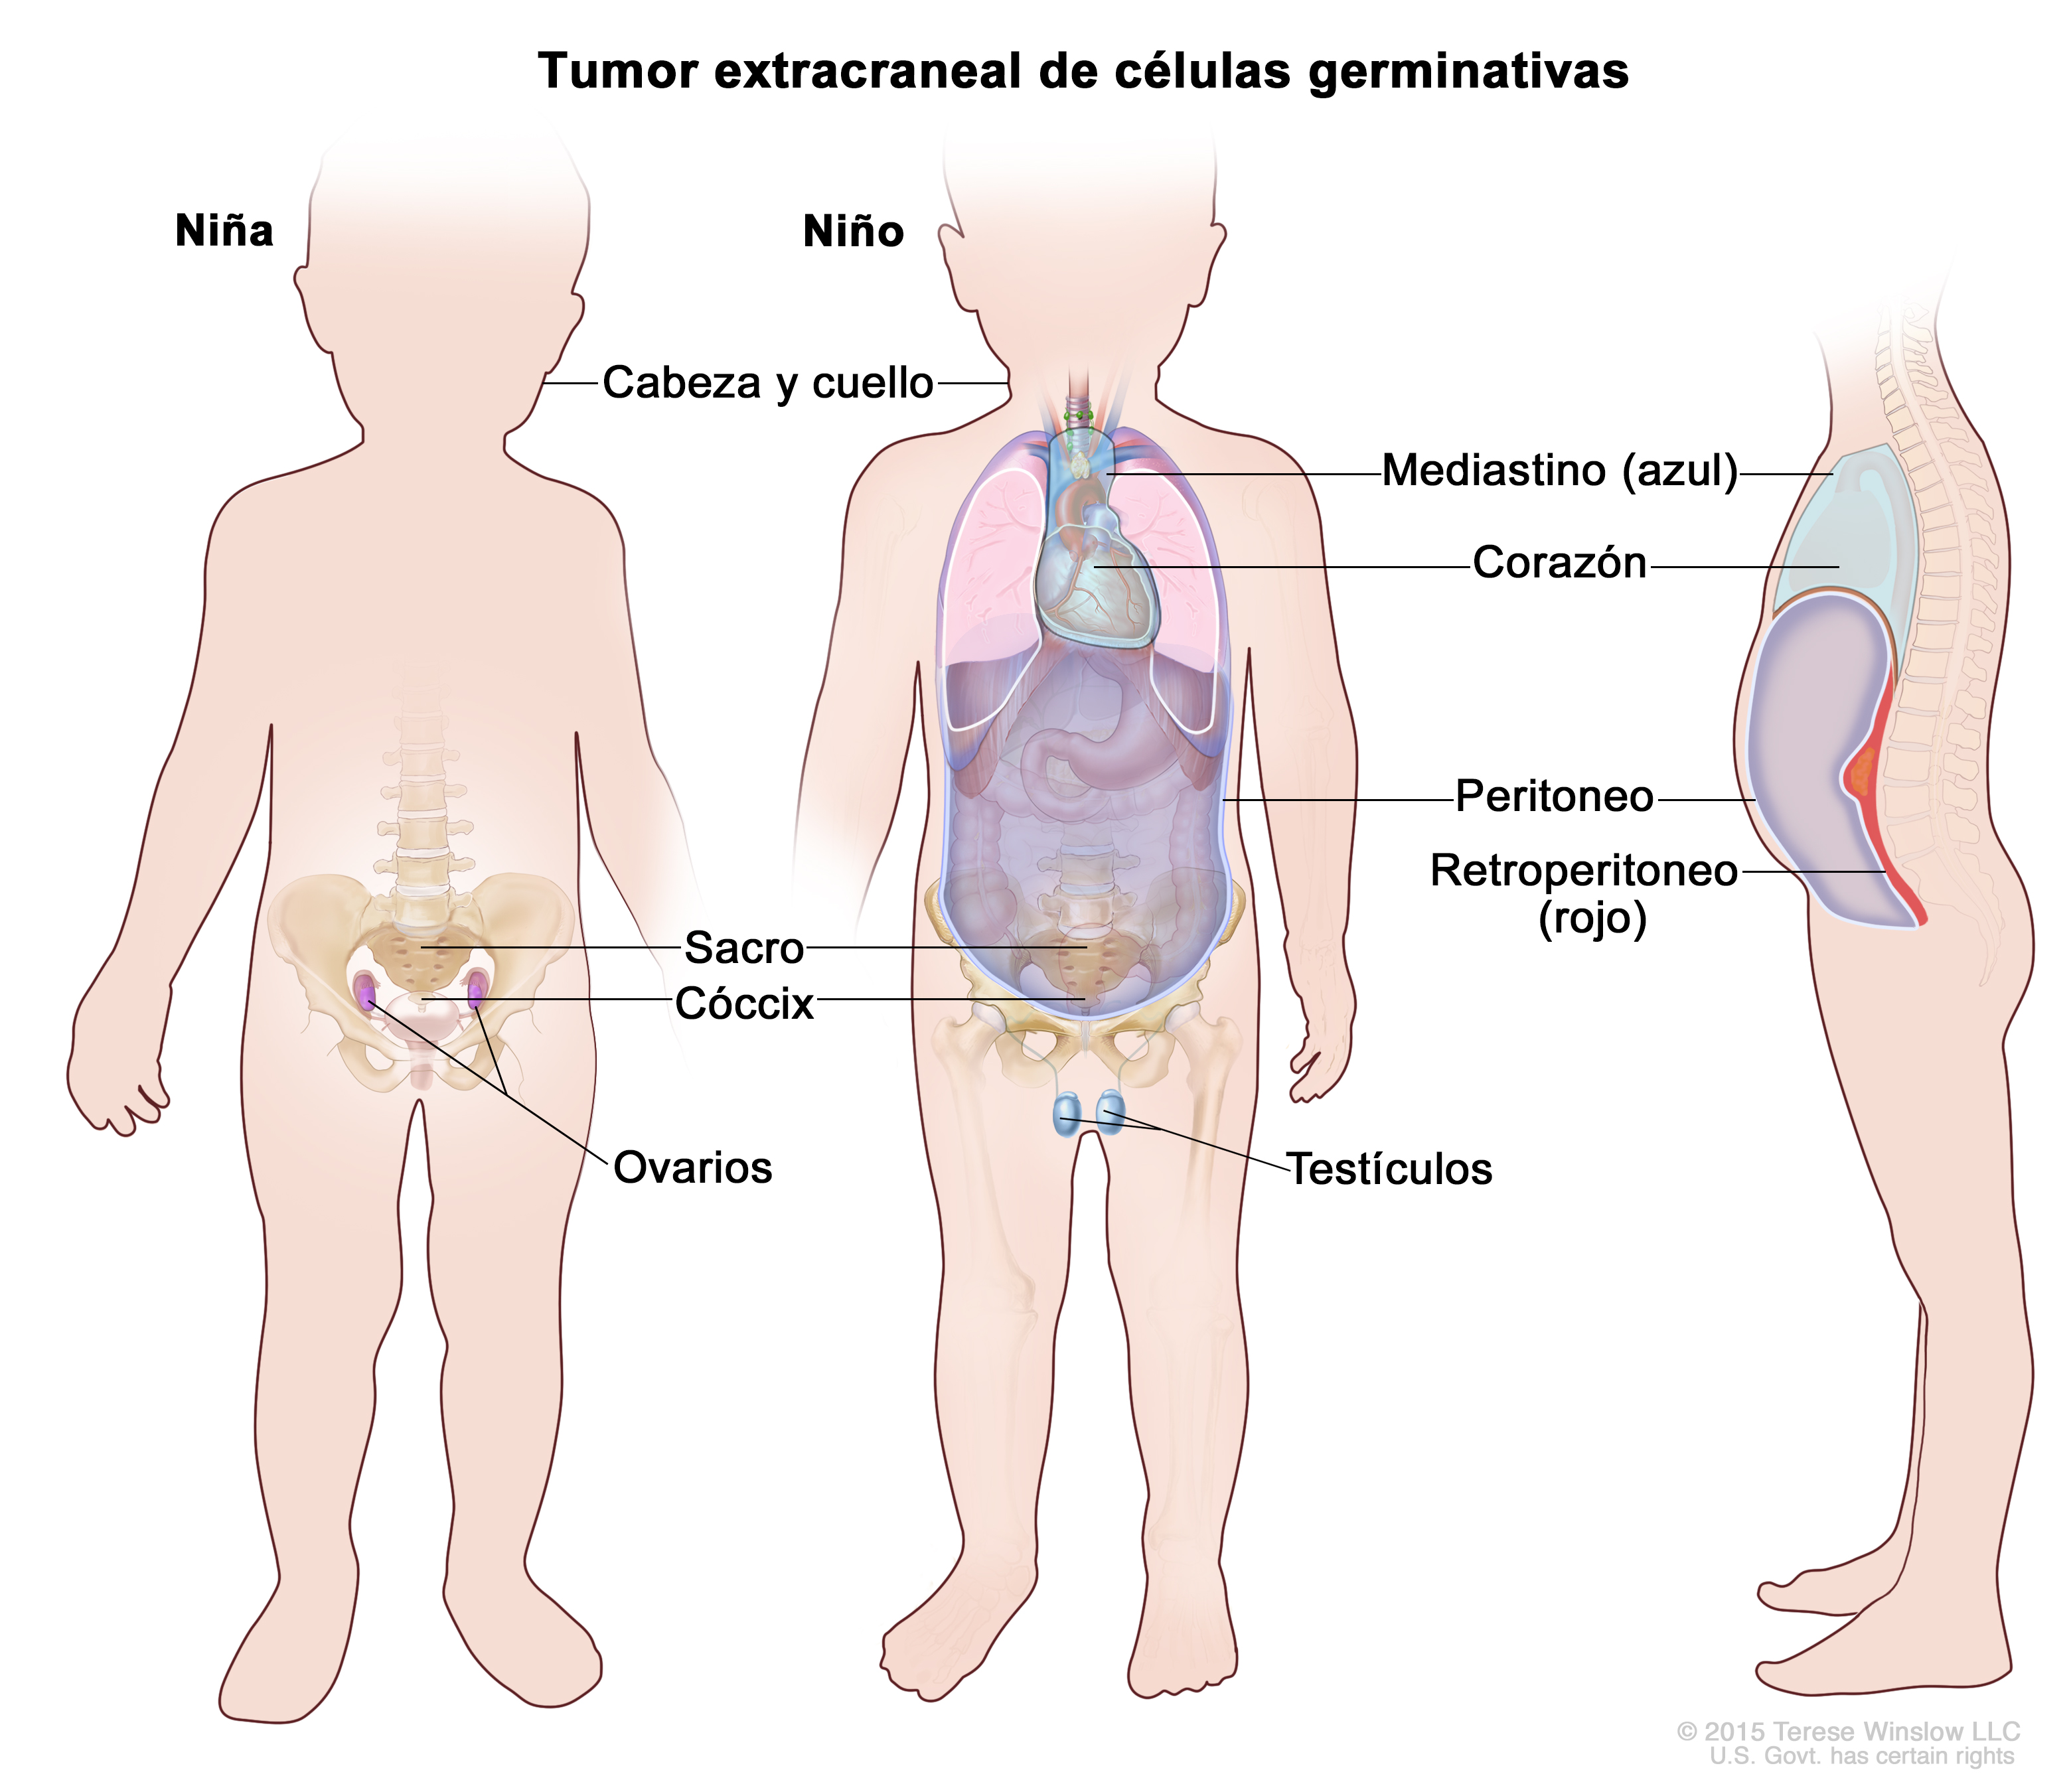 Tumor extracraneal de células germinativas
Niña
Niño
Cabeza y cuello
Mediastino (azul)
Corazón
Peritoneo
Retroperitoneo
(rojo)
Sacro
Cóccix
Ovarios
Testículos
© 2015 Terese Winslow LLC
U.S. Govt. has certain rights